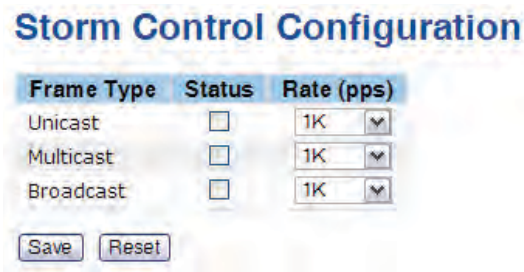 Storm Control Configuration
Frame Type Status Rate (pps)
Unicast 1K
Multicast 1K
Broadcast 1K
Save Reset